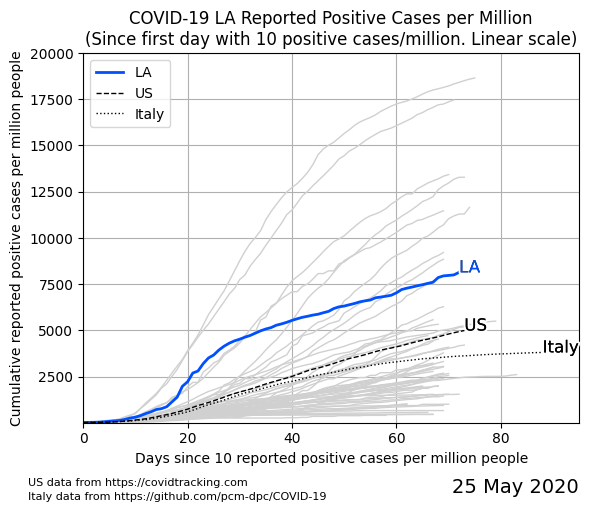 COVID-19 LA Reported Positive Cases per Million
(Since first day with 10 positive cases/million. Linear scale)
Cumulative reported positive cases per million people
20000
17500
15000
12500
10000
7500
5000
2500
LA
US
Italy
LA
US
Italy
0
20
40
60
80
Days since 10 reported positive cases per million people
US data from https://covidtracking.com
Italy data from https://github.com/pcm-dpc/COVID-19
25 May 2020